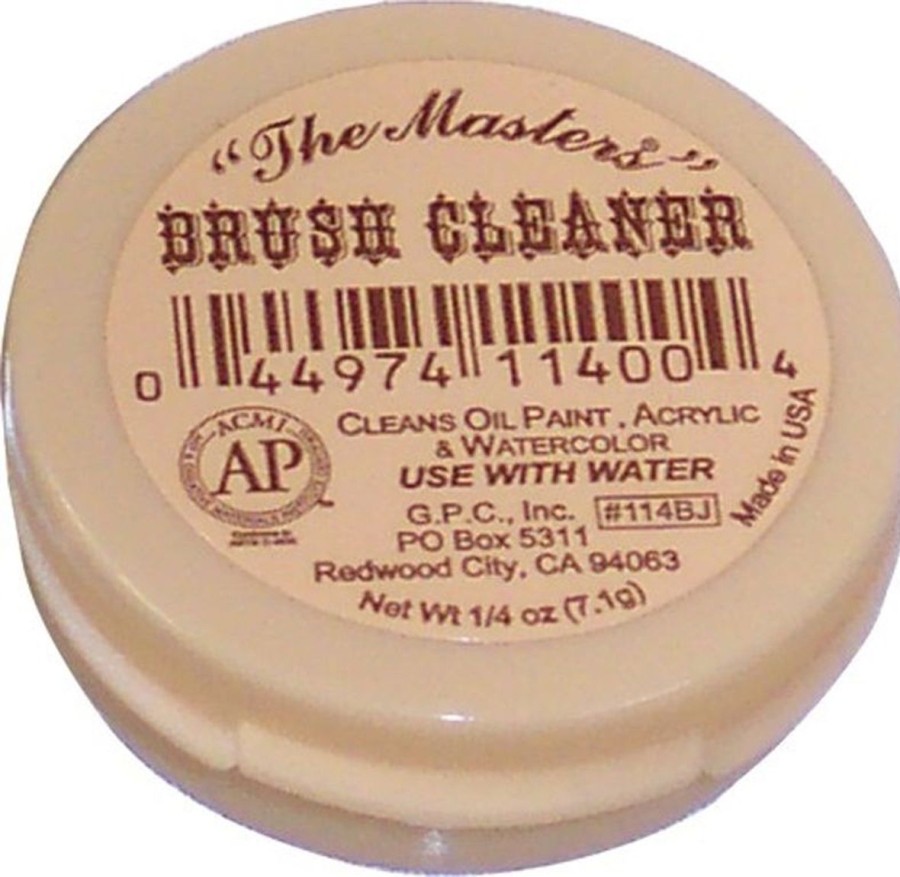 “The Masters®”
BRUSH CLEANER
0 44974 11400 4
ACMI
AP
CLEANS OIL PAINT, ACRYLIC
& WATERCOLOR
USE WITH WATER
Made in USA
G.P.C., Inc. #114BJ
PO Box 5311
Redwood City, CA 94063
Net Wt 1/4 oz (7.1g)